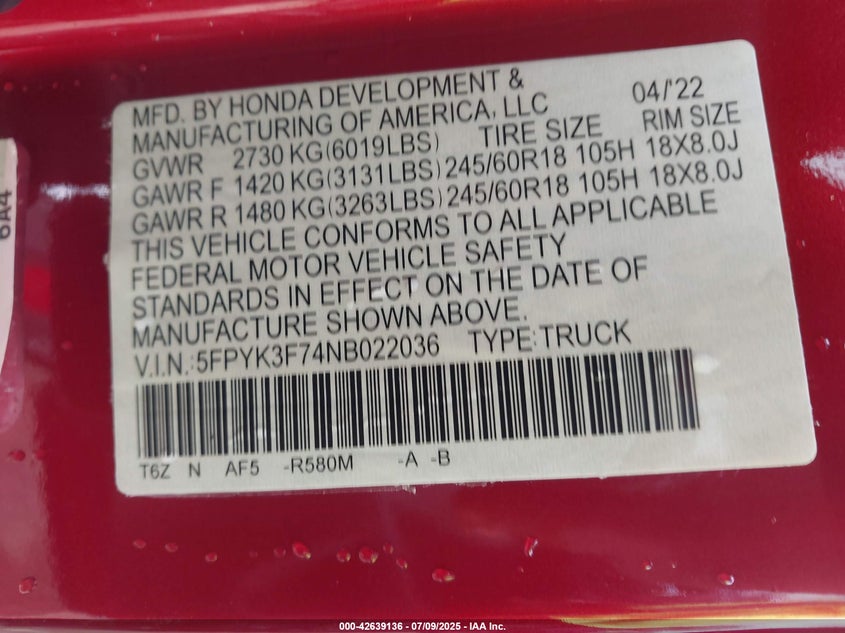 MFD. BY HONDA DEVELOPMENT & 04/'22
MANUFACTURING OF AMERICA, LLC
GVWR 2730 KG(6019LBS) TIRE SIZE RIM SIZE
GAWR F 1420 KG(3131LBS) 245/60R18 105H 18X8.0J
GAWR R 1480 KG(3263LBS) 245/60R18 105H 18X8.0J
THIS VEHICLE CONFORMS TO ALL APPLICABLE
FEDERAL MOTOR VEHICLE SAFETY
STANDARDS IN EFFECT ON THE DATE OF
MANUFACTURE SHOWN ABOVE.
V.I.N.:5FPYK3F74NB022036 TYPE:TRUCK
T6Z N AF5 -R580M -A -B
6A4
000-42639136 - 07/09/2025 - IAA Inc.